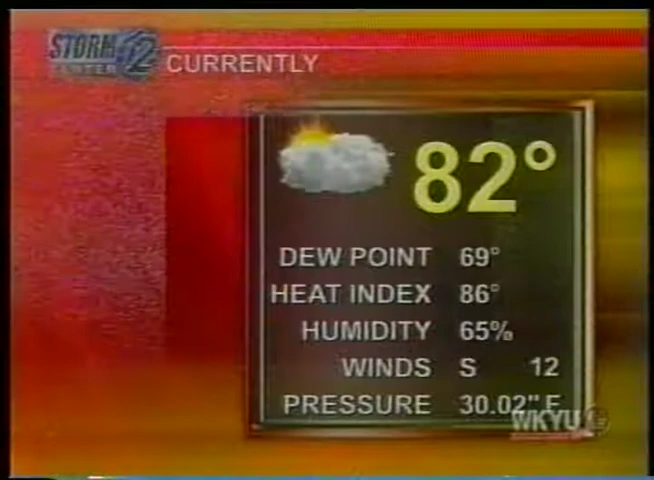 STORM 12
CENTER
CURRENTLY
82°
DEW POINT 69°
HEAT INDEX 86°
HUMIDITY 65%
WINDS S 12
PRESSURE 30.02" F
WKYU